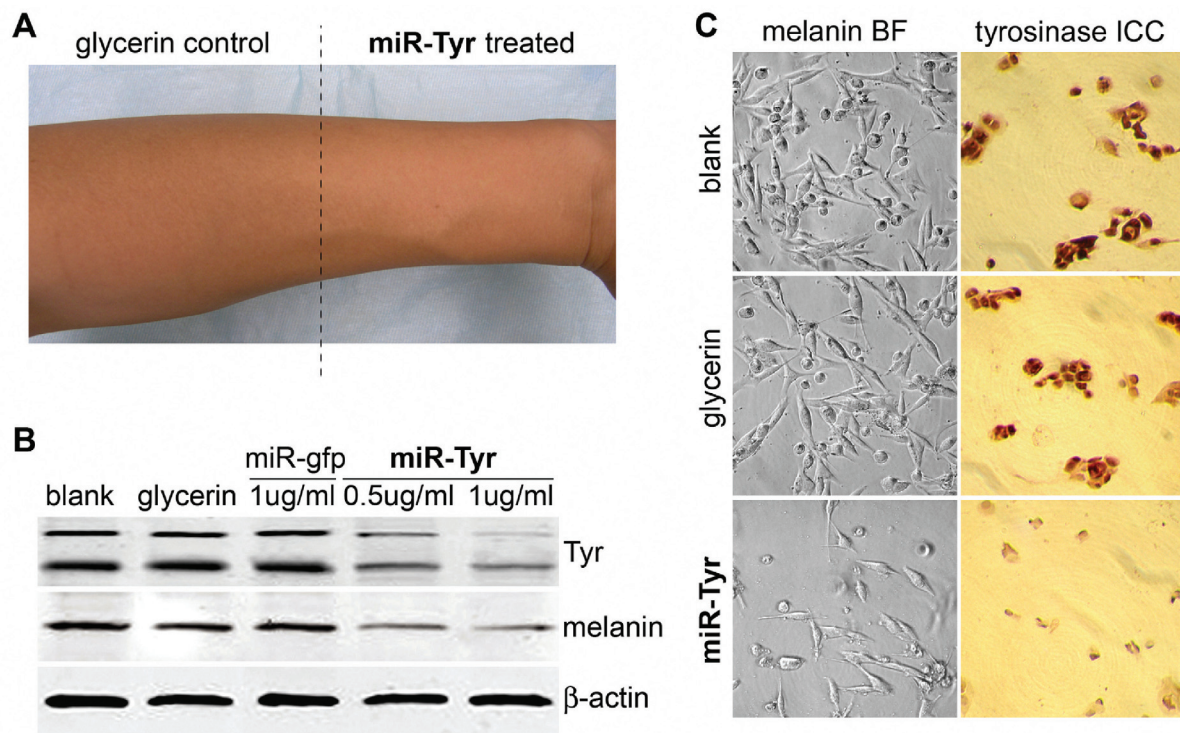 A
glycerin control
miR-Tyr treated
B
miR-gfp
miR-Tyr
blank
glycerin
1ug/ml
0.5ug/ml
1ug/ml
Tyr
melanin
β-actin
C
melanin BF
tyrosinase ICC
blank
glycerin
miR-Tyr